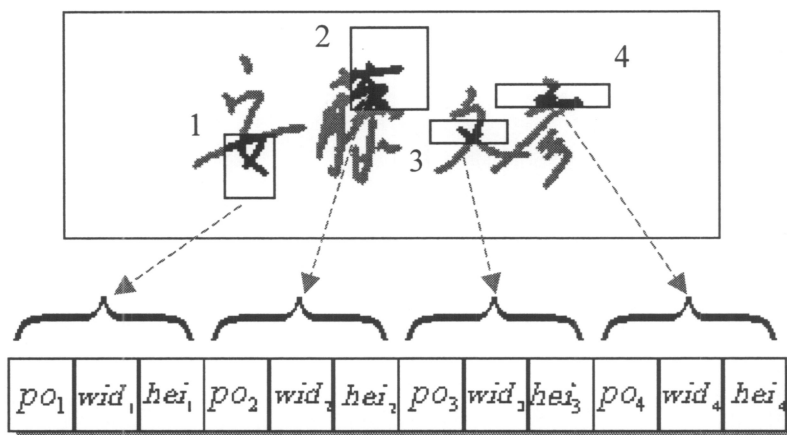 2
4
安藤文彦
1
3
po₁ wid₁ hei₁ po₂ wid₂ hei₂ po₃ wid₃ hei₃ po₄ wid₄ hei₄